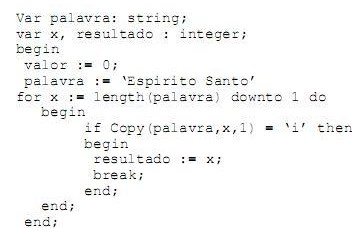 Var palavra: string;
var x, resultado : integer;
begin
valor := 0;
palavra := ‘Espirito Santo’
for x := length(palavra) downto 1 do
begin
if Copy(palavra,x,1) = ‘i’ then
begin
resultado := x;
break;
end;
end;
end;